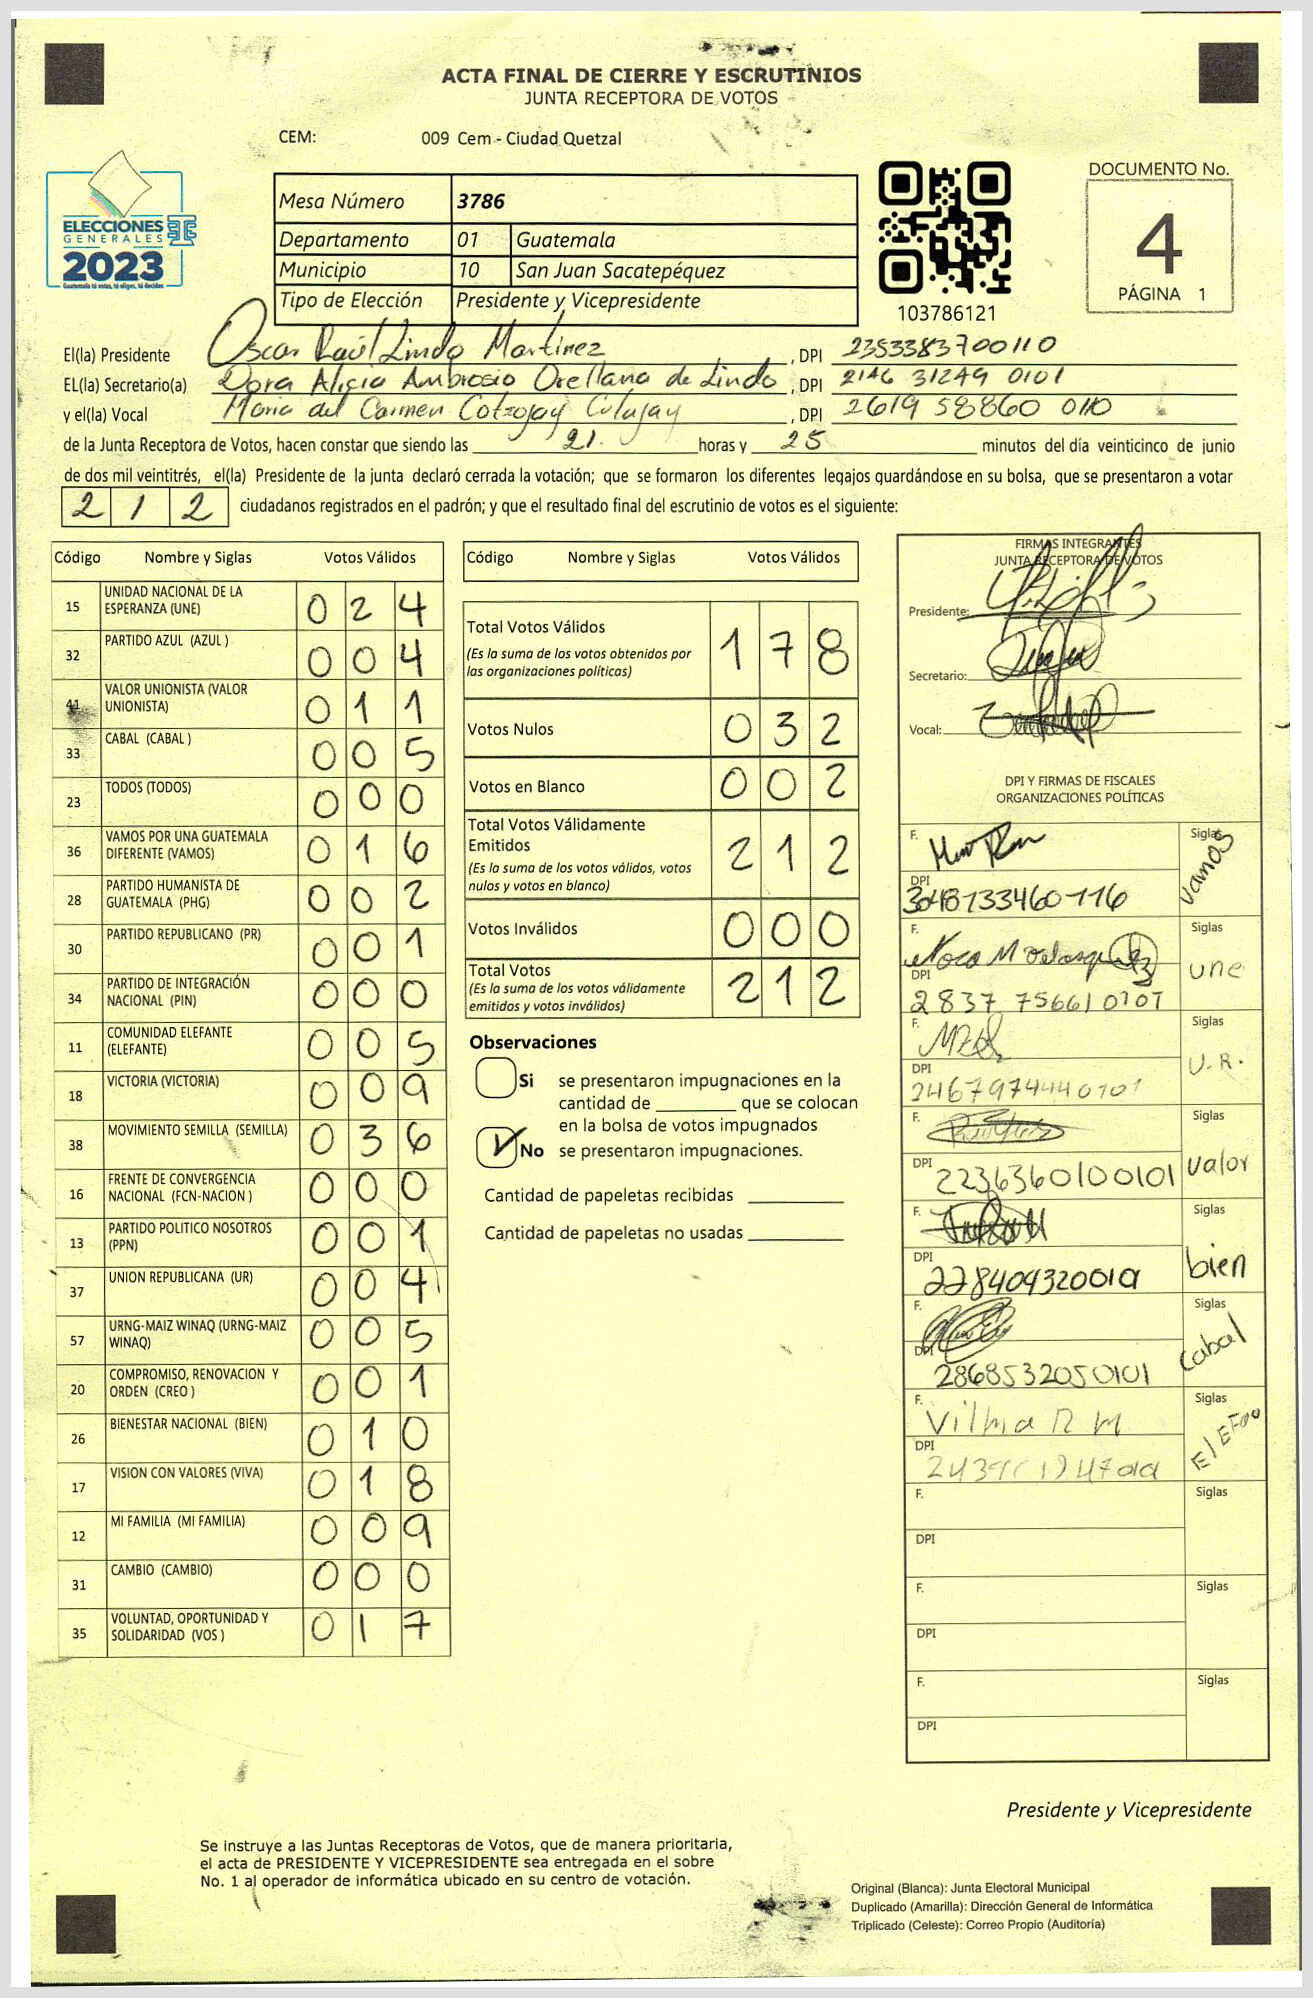 ACTA FINAL DE CIERRE Y ESCRUTINIOS
JUNTA RECEPTORA DE VOTOS
CEM: 009 Cem - Ciudad Quetzal
ELECCIONES
GENERALES
2023
Guatemala tú votas, tú eliges, tú decides
Mesa Número 3786
Departamento 01 Guatemala
Municipio 10 San Juan Sacatepéquez
Tipo de Elección Presidente y Vicepresidente
103786121
DOCUMENTO No.
4
PÁGINA 1
El(la) Presidente Oscar Raúl Lindo Martínez, DPI 2353383700110
EL(la) Secretario(a) Dora Alicia Ambrosio Orellana de Lindo, DPI 2146 31249 0101
y el(la) Vocal Maria del Carmen Cotzojay Culajay, DPI 2619 58860 0110
de la Junta Receptora de Votos, hacen constar que siendo las 21. horas y 25 minutos del día veinticinco de junio
de dos mil veintitrés, el(la) Presidente de la junta declaró cerrada la votación; que se formaron los diferentes legajos guardándose en su bolsa, que se presentaron a votar
2 1 2 ciudadanos registrados en el padrón; y que el resultado final del escrutinio de votos es el siguiente:
Código Nombre y Siglas Votos Válidos
15 UNIDAD NACIONAL DE LA ESPERANZA (UNE) 0 2 4
32 PARTIDO AZUL (AZUL ) 0 0 4
41 VALOR UNIONISTA (VALOR UNIONISTA) 0 1 1
33 CABAL (CABAL ) 0 0 5
23 TODOS (TODOS) 0 0 0
36 VAMOS POR UNA GUATEMALA DIFERENTE (VAMOS) 0 1 6
28 PARTIDO HUMANISTA DE GUATEMALA (PHG) 0 0 2
30 PARTIDO REPUBLICANO (PR) 0 0 1
34 PARTIDO DE INTEGRACIÓN NACIONAL (PIN) 0 0 0
11 COMUNIDAD ELEFANTE (ELEFANTE) 0 0 5
18 VICTORIA (VICTORIA) 0 0 9
38 MOVIMIENTO SEMILLA (SEMILLA) 0 3 6
16 FRENTE DE CONVERGENCIA NACIONAL (FCN-NACION ) 0 0 0
13 PARTIDO POLITICO NOSOTROS (PPN) 0 0 1
37 UNION REPUBLICANA (UR) 0 0 4
57 URNG-MAIZ WINAQ (URNG-MAIZ WINAQ) 0 0 5
20 COMPROMISO, RENOVACION Y ORDEN (CREO ) 0 0 1
26 BIENESTAR NACIONAL (BIEN) 0 1 0
17 VISION CON VALORES (VIVA) 0 1 8
12 MI FAMILIA (MI FAMILIA) 0 0 9
31 CAMBIO (CAMBIO) 0 0 0
35 VOLUNTAD, OPORTUNIDAD Y SOLIDARIDAD (VOS ) 0 1 7
Código Nombre y Siglas Votos Válidos
Total Votos Válidos 1 7 8
(Es la suma de los votos obtenidos por
las organizaciones políticas)
Votos Nulos 0 3 2
Votos en Blanco 0 0 2
Total Votos Válidamente
Emitidos 2 1 2
(Es la suma de los votos válidos, votos
nulos y votos en blanco)
Votos Inválidos 0 0 0
Total Votos 2 1 2
(Es la suma de los votos válidamente
emitidos y votos inválidos)
Observaciones
Si se presentaron impugnaciones en la
cantidad de ________ que se colocan
en la bolsa de votos impugnados
No se presentaron impugnaciones.
Cantidad de papeletas recibidas
Cantidad de papeletas no usadas
FIRMAS INTEGRANTES
JUNTA RECEPTORA DE VOTOS
Presidente:
Secretario:
Vocal:
DPI Y FIRMAS DE FISCALES
ORGANIZACIONES POLÍTICAS
F. Siglas vamos
DPI
F. Siglas une
DPI 2837 75661 0101
F. Siglas U.R.
DPI 2467974440101
F. Siglas valor
DPI 2236360100101
F. Siglas bien
DPI
F. Siglas Cabal
DPI 2868532050101
F. Vilma R M Siglas
DPI
F. Siglas
DPI
F. Siglas
DPI
F. Siglas
DPI
Presidente y Vicepresidente
Se instruye a las Juntas Receptoras de Votos, que de manera prioritaria,
el acta de PRESIDENTE Y VICEPRESIDENTE sea entregada en el sobre
No. 1 al operador de informática ubicado en su centro de votación.
Original (Blanca): Junta Electoral Municipal
Duplicado (Amarilla): Dirección General de Informática
Triplicado (Celeste): Correo Propio (Auditoría)